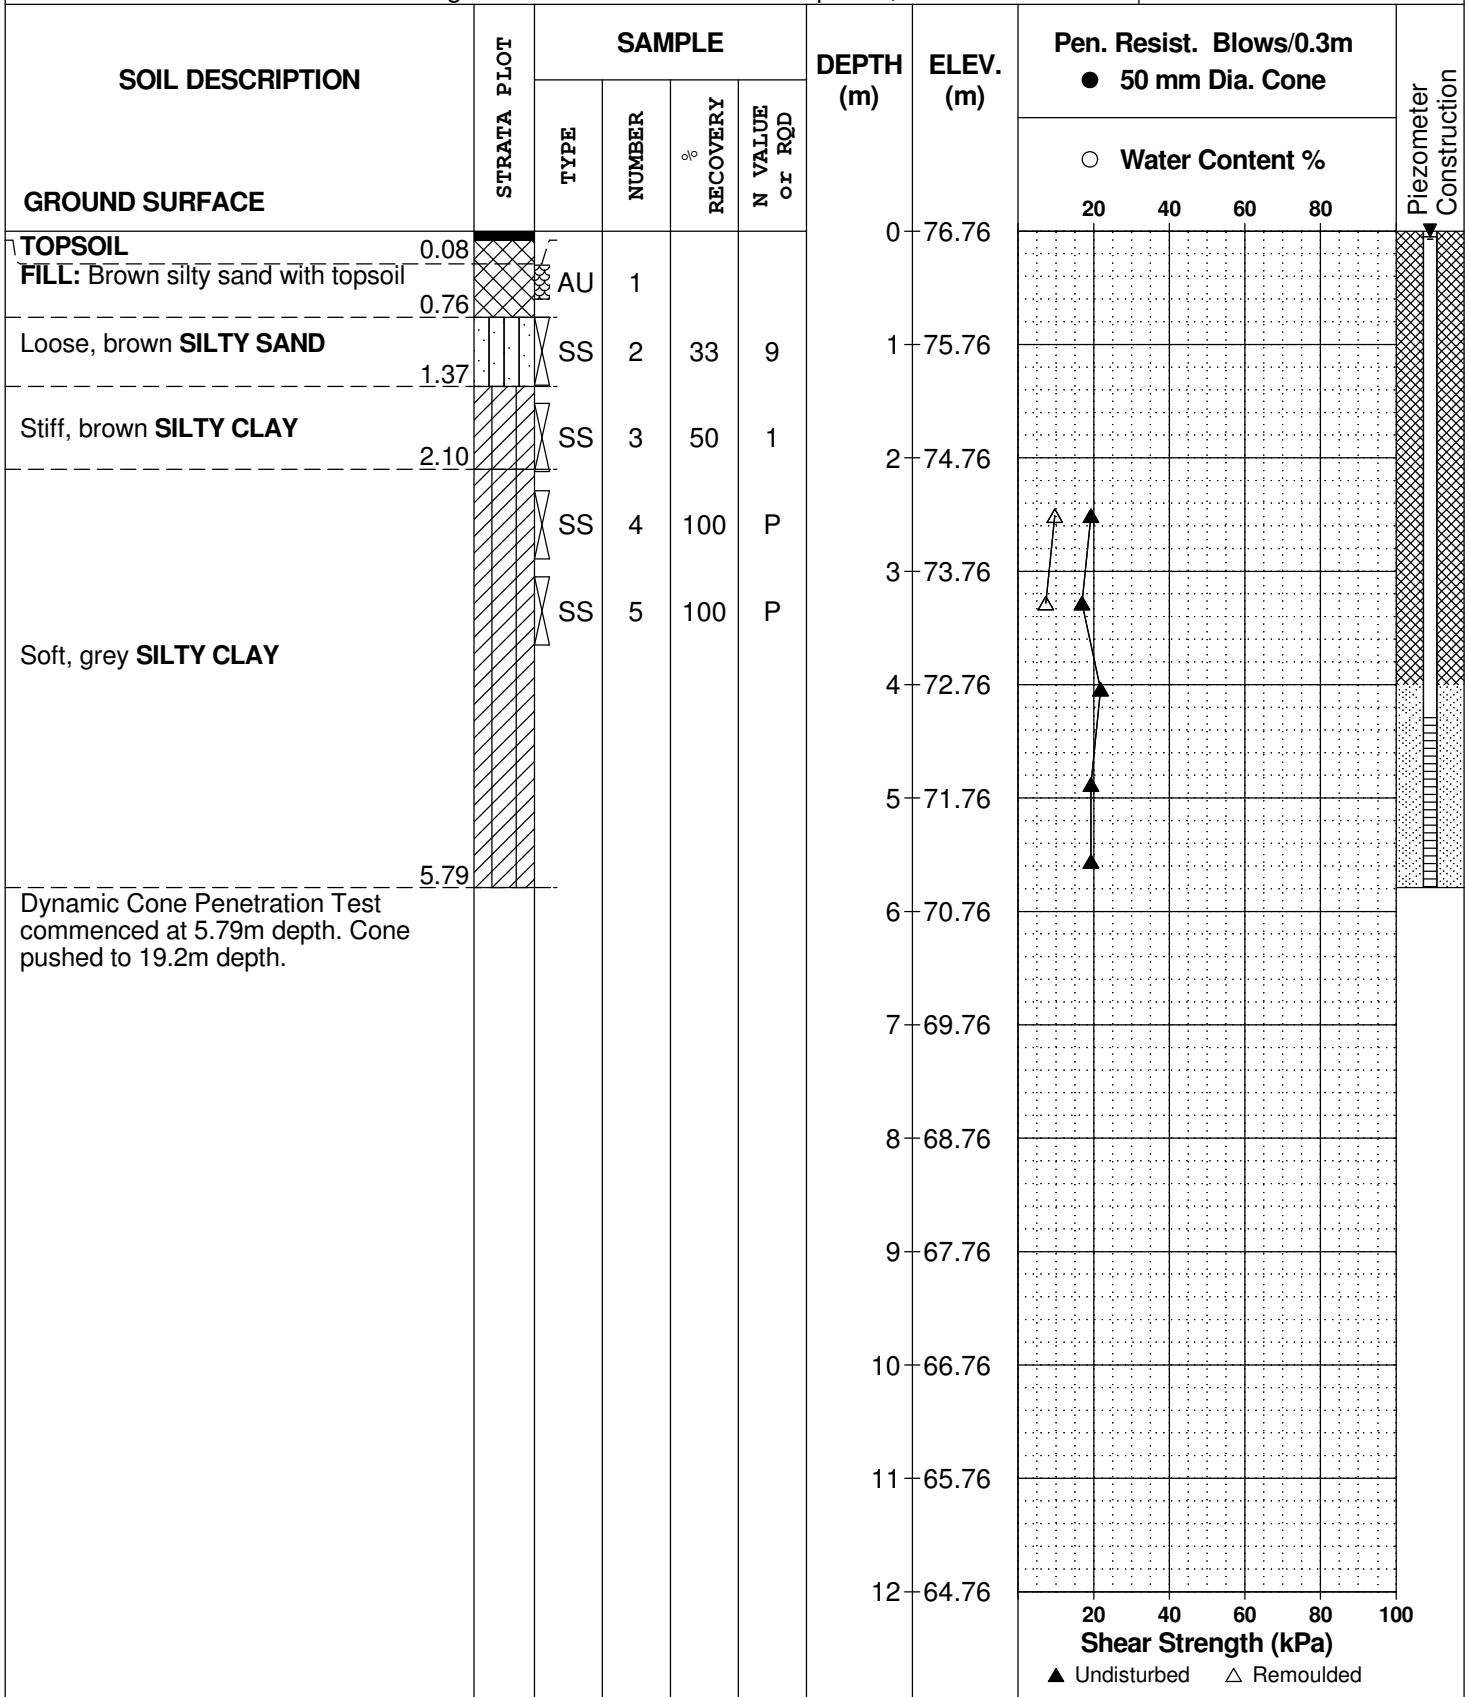 SOIL DESCRIPTION
GROUND SURFACE
STRATA PLOT
SAMPLE
TYPE
NUMBER
% RECOVERY
N VALUE or RQD
DEPTH (m)
ELEV. (m)
Pen. Resist. Blows/0.3m
● 50 mm Dia. Cone
○ Water Content %
20 40 60 80
Piezometer Construction
TOPSOIL 0.08
FILL: Brown silty sand with topsoil
0.76
Loose, brown SILTY SAND
1.37
Stiff, brown SILTY CLAY
2.10
Soft, grey SILTY CLAY
5.79
Dynamic Cone Penetration Test
commenced at 5.79m depth. Cone
pushed to 19.2m depth.
AU 1
SS 2 33 9
SS 3 50 1
SS 4 100 P
SS 5 100 P
0 76.76
1 75.76
2 74.76
3 73.76
4 72.76
5 71.76
6 70.76
7 69.76
8 68.76
9 67.76
10 66.76
11 65.76
12 64.76
20 40 60 80 100
Shear Strength (kPa)
▲ Undisturbed △ Remoulded